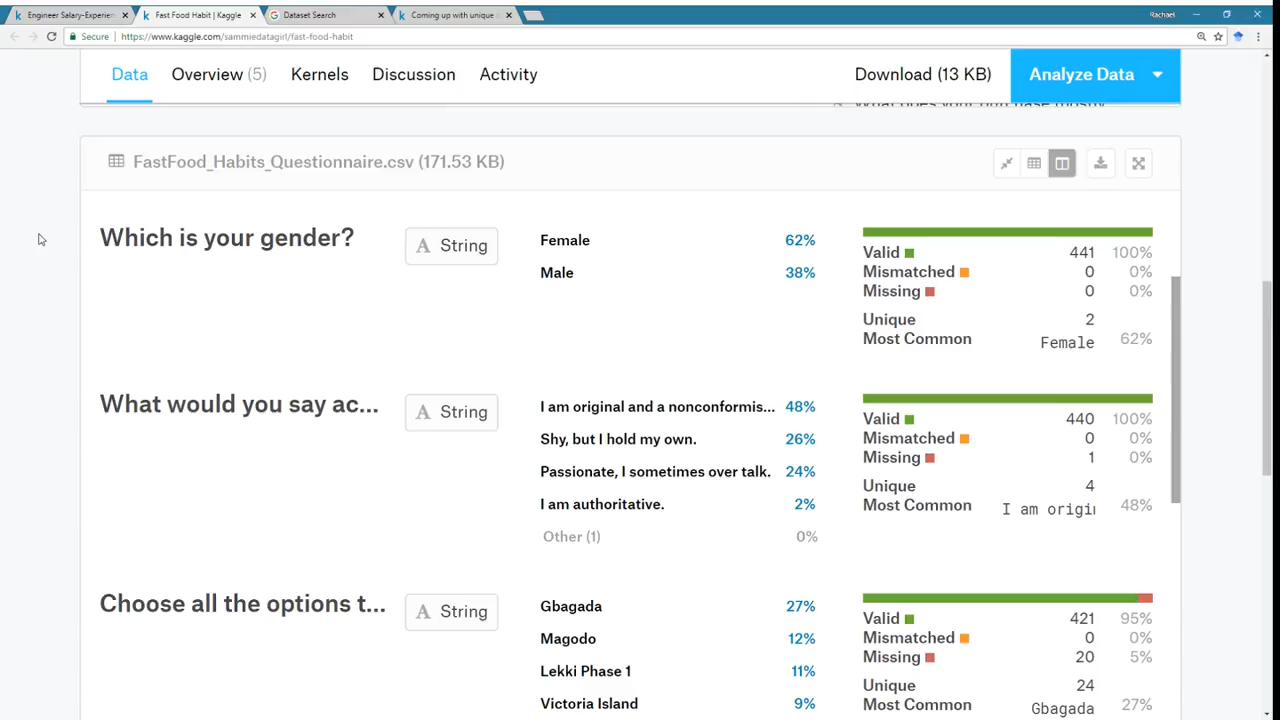 Engineer Salary-Experien
Fast Food Habit | Kaggle
Dataset Search
Coming up with unique
Rachael
Secure
https://www.kaggle.com/sammiedatagirl/fast-food-habit
Data
Overview (5)
Kernels
Discussion
Activity
Download (13 KB)
Analyze Data
FastFood_Habits_Questionnaire.csv (171.53 KB)
Which is your gender?
A String
Female 62%
Male 38%
Valid 441 100%
Mismatched 0 0%
Missing 0 0%
Unique 2
Most Common Female 62%
What would you say ac...
A String
I am original and a nonconformis... 48%
Shy, but I hold my own. 26%
Passionate, I sometimes over talk. 24%
I am authoritative. 2%
Other (1) 0%
Valid 440 100%
Mismatched 0 0%
Missing 1 0%
Unique 4
Most Common I am origin 48%
Choose all the options t...
A String
Gbagada 27%
Magodo 12%
Lekki Phase 1 11%
Victoria Island 9%
Valid 421 95%
Mismatched 0 0%
Missing 20 5%
Unique 24
Most Common Gbagada 27%